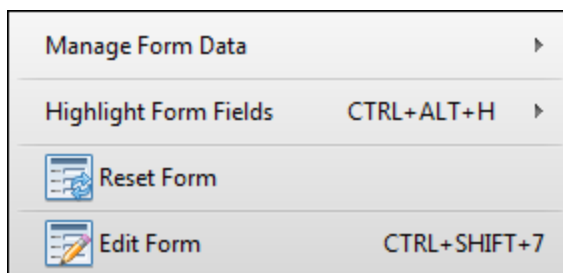 Manage Form Data
Highlight Form Fields CTRL+ALT+H
Reset Form
Edit Form CTRL+SHIFT+7